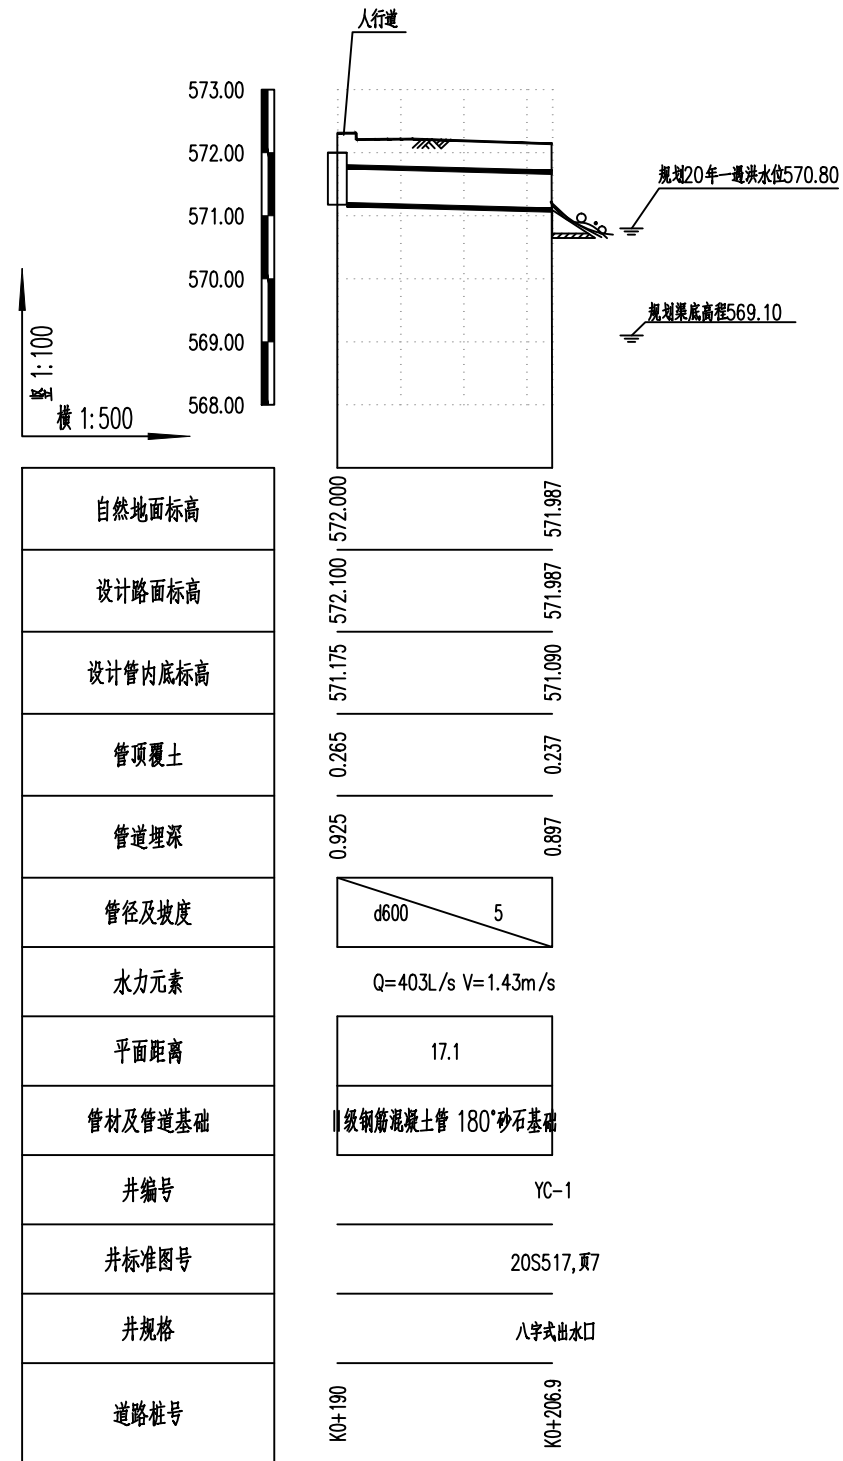 人行道
573.00
572.00
571.00
570.00
569.00
568.00
规划20年一遇洪水位570.80
规划渠底高程569.10
竖 1:100
横 1:500
自然地面标高 572.000 571.987
设计路面标高 572.100 571.987
设计管内底标高 571.175 571.090
管顶覆土 0.265 0.237
管道埋深 0.925 0.897
管径及坡度 d600 5
水力元素 Q=403L/s V=1.43m/s
平面距离 17.1
管材及管道基础 II级钢筋混凝土管 180°砂石基础
井编号 YC-1
井标准图号 20S517,页7
井规格 八字式出水口
道路桩号 K0+190 K0+206.9